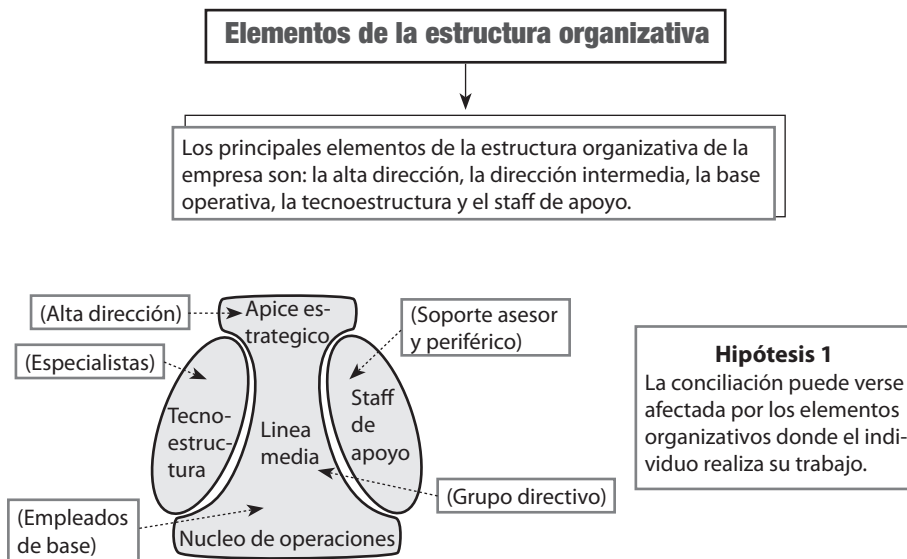 Elementos de la estructura organizativa
Los principales elementos de la estructura organizativa de la
empresa son: la alta dirección, la dirección intermedia, la base
operativa, la tecnoestructura y el staff de apoyo.
(Alta dirección)
Apice es-
trategico
(Soporte asesor
y periférico)
(Especialistas)
Tecno-
estruc-
tura
Linea
media
Staff
de
apoyo
(Grupo directivo)
(Empleados
de base)
Nucleo de operaciones
Hipótesis 1
La conciliación puede verse
afectada por los elementos
organizativos donde el indi-
viduo realiza su trabajo.